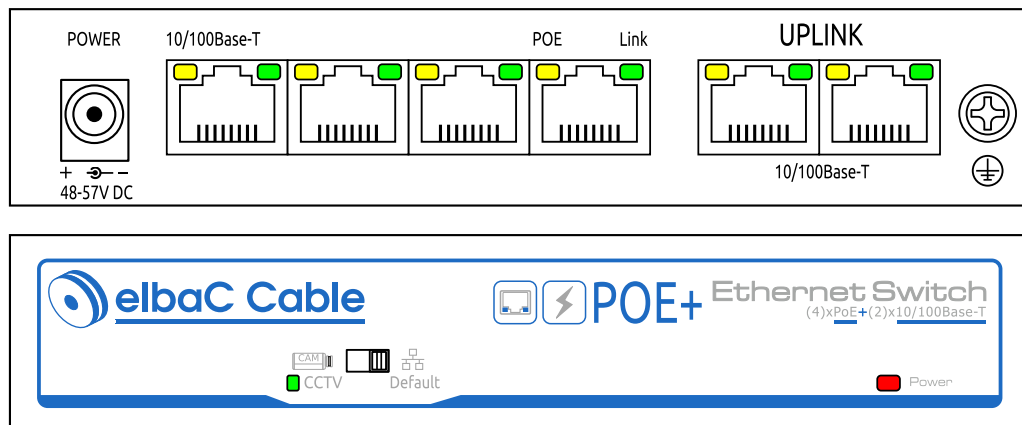 POWER
10/100Base-T
POE
Link
UPLINK
+ -
48-57V DC
10/100Base-T
elbaC Cable
POE+
Ethernet Switch
(4)xPoE+(2)x10/100Base-T
CAM
CCTV
Default
Power